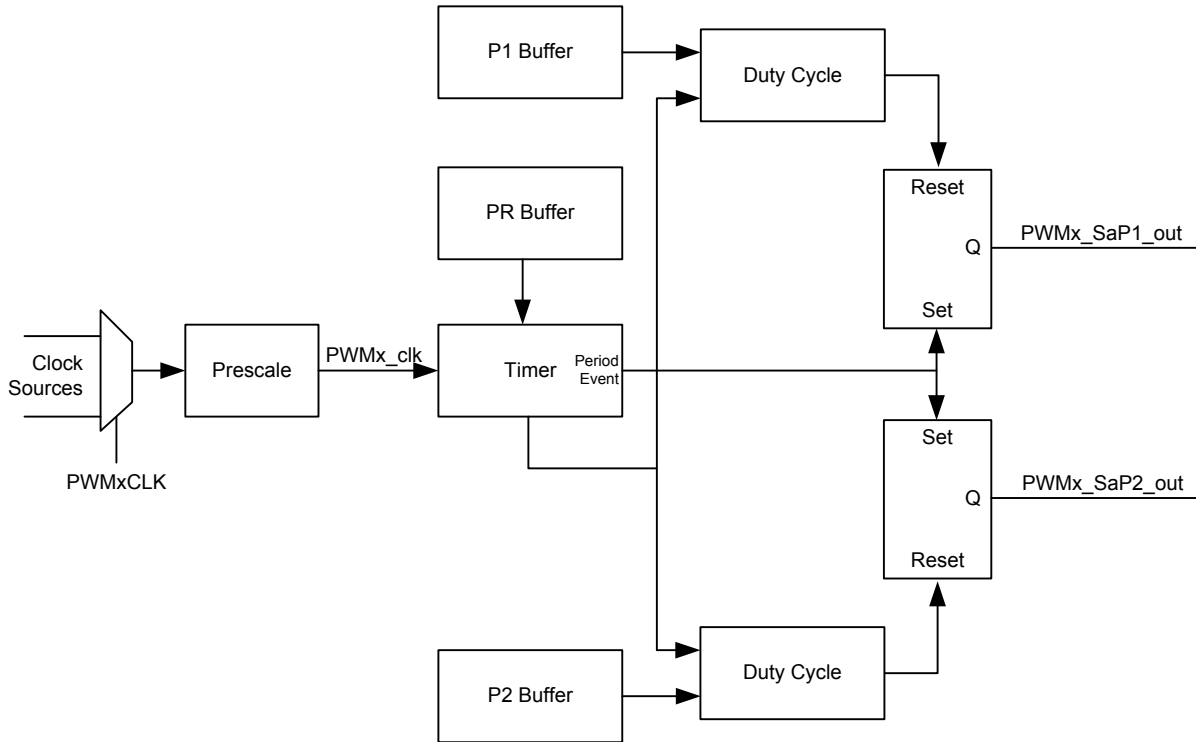 P1 Buffer
Duty Cycle
PR Buffer
Reset
Q
PWMx_SaP1_out
Set
Clock
Sources
Prescale
PWMx_clk
Timer
Period
Event
PWMxCLK
Set
Q
PWMx_SaP2_out
Reset
P2 Buffer
Duty Cycle